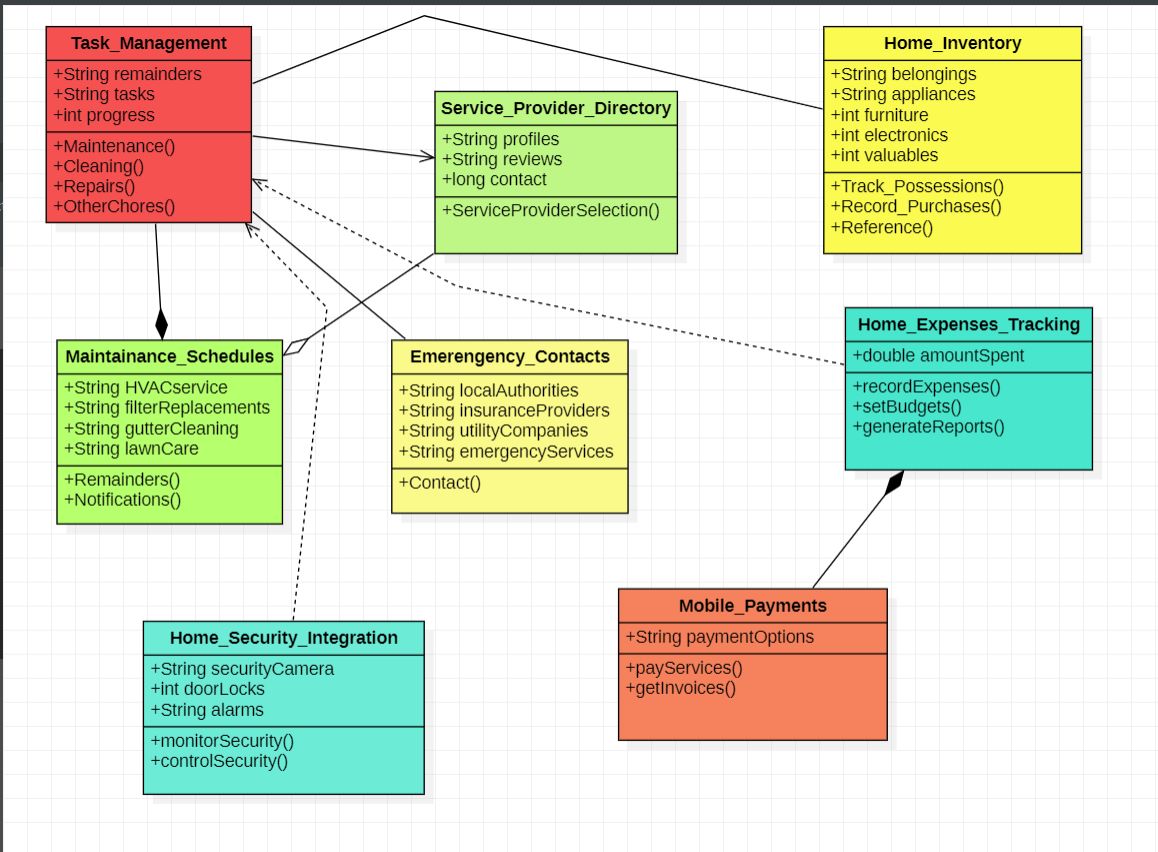 Task_Management
+String remainders
+String tasks
+int progress
+Maintenance()
+Cleaning()
+Repairs()
+OtherChores()
Service_Provider_Directory
+String profiles
+String reviews
+long contact
+ServiceProviderSelection()
Home_Inventory
+String belongings
+String appliances
+int furniture
+int electronics
+int valuables
+Track_Possessions()
+Record_Purchases()
+Reference()
Maintainance_Schedules
+String HVACservice
+String filterReplacements
+String gutterCleaning
+String lawnCare
+Remainders()
+Notifications()
Emerengency_Contacts
+String localAuthorities
+String insuranceProviders
+String utilityCompanies
+String emergencyServices
+Contact()
Home_Expenses_Tracking
+double amountSpent
+recordExpenses()
+setBudgets()
+generateReports()
Home_Security_Integration
+String securityCamera
+int doorLocks
+String alarms
+monitorSecurity()
+controlSecurity()
Mobile_Payments
+String paymentOptions
+payServices()
+getInvoices()